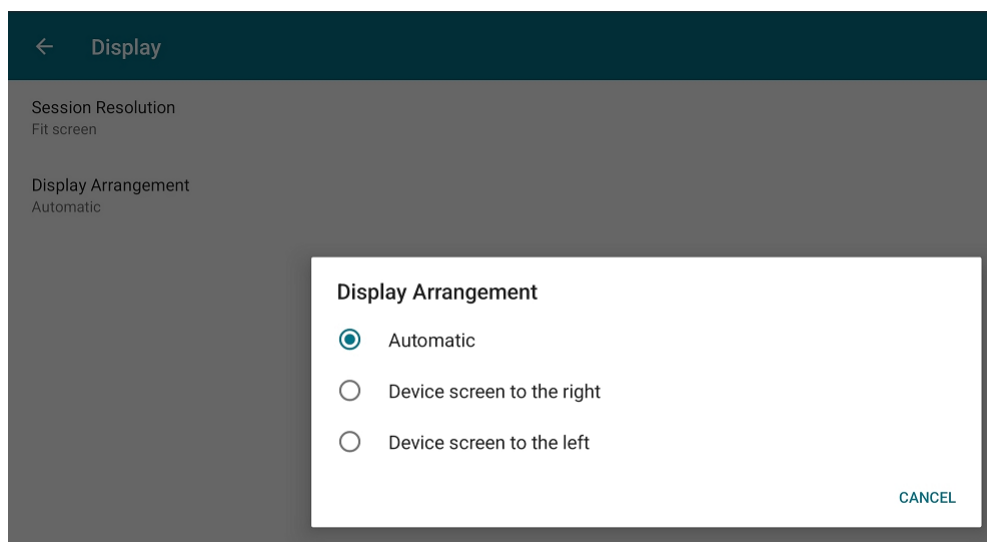 Display
Session Resolution
Fit screen
Display Arrangement
Automatic
Display Arrangement
Automatic
Device screen to the right
Device screen to the left
CANCEL